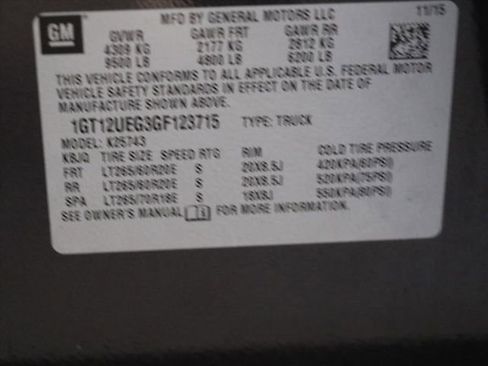 GM MFD BY GENERAL MOTORS LLC 11/15
GVWR GAWR FRT GAWR RR
4309 KG 2177 KG 2812 KG
9500 LB 4800 LB 6200 LB
THIS VEHICLE CONFORMS TO ALL APPLICABLE U.S. FEDERAL MOTOR
VEHICLE SAFETY STANDARDS IN EFFECT ON THE DATE OF
MANUFACTURE SHOWN ABOVE.
1GT12UEG3GF123715 TYPE: TRUCK
MODEL: K25743
KBJQ TIRE SIZE SPEED RTG RIM COLD TIRE PRESSURE
FRT LT265/60R20E S 20X8.5J 420KPA(60PSI)
RR LT265/60R20E S 20X8.5J 520KPA(75PSI)
SPA LT265/70R18E S 18X8J 550KPA(80PSI)
SEE OWNER'S MANUAL FOR MORE INFORMATION.